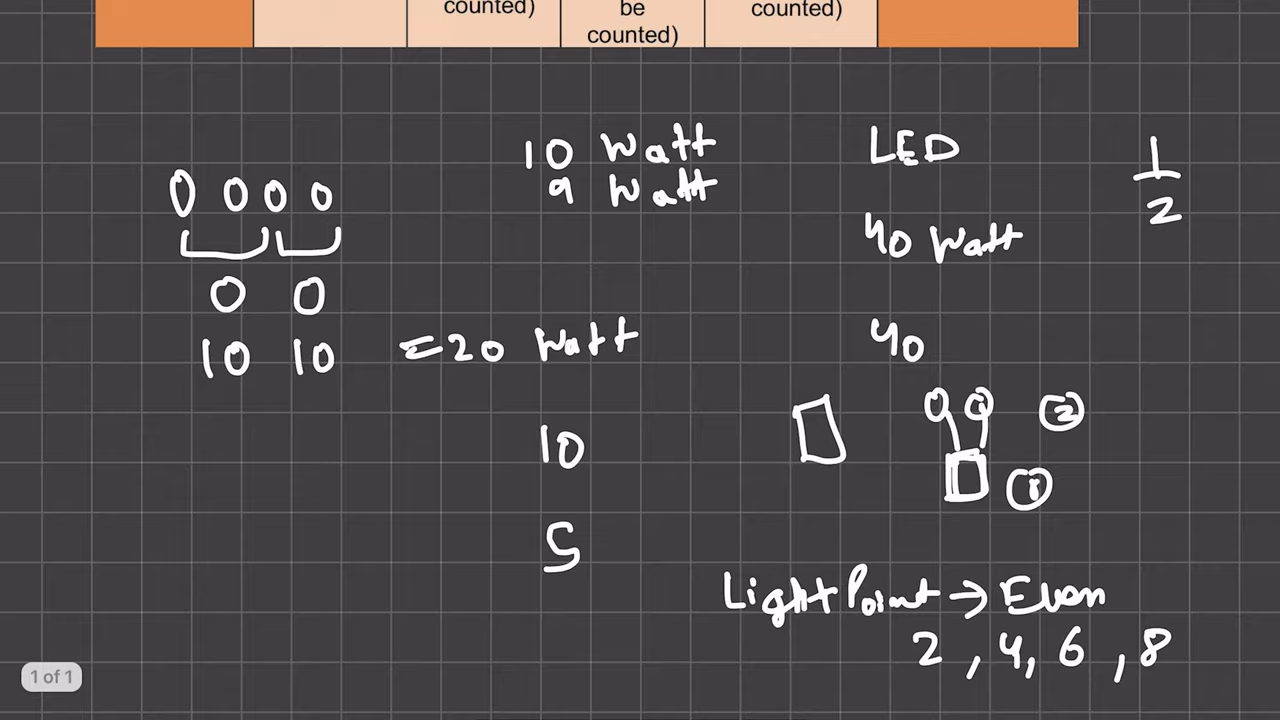 counted)
be
counted)
counted)
10 Watt
9 Watt
LED
1
2
0 0 0 0
40 Watt
0 0
10 10 =20 Watt
40
0 0 2
10
1
5
Light Point → Even
2 , 4, 6 , 8
1 of 1